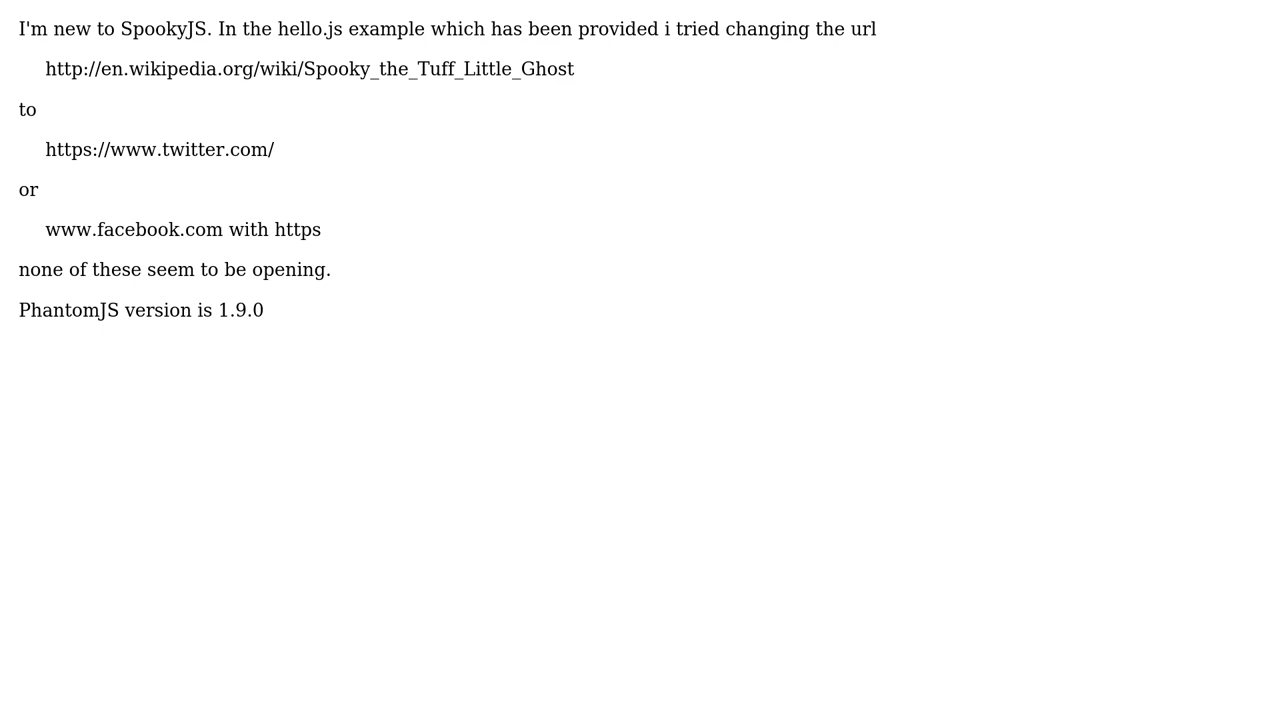 I'm new to SpookyJS. In the hello.js example which has been provided i tried changing the url
http://en.wikipedia.org/wiki/Spooky_the_Tuff_Little_Ghost
to
https://www.twitter.com/
or
www.facebook.com with https
none of these seem to be opening.
PhantomJS version is 1.9.0